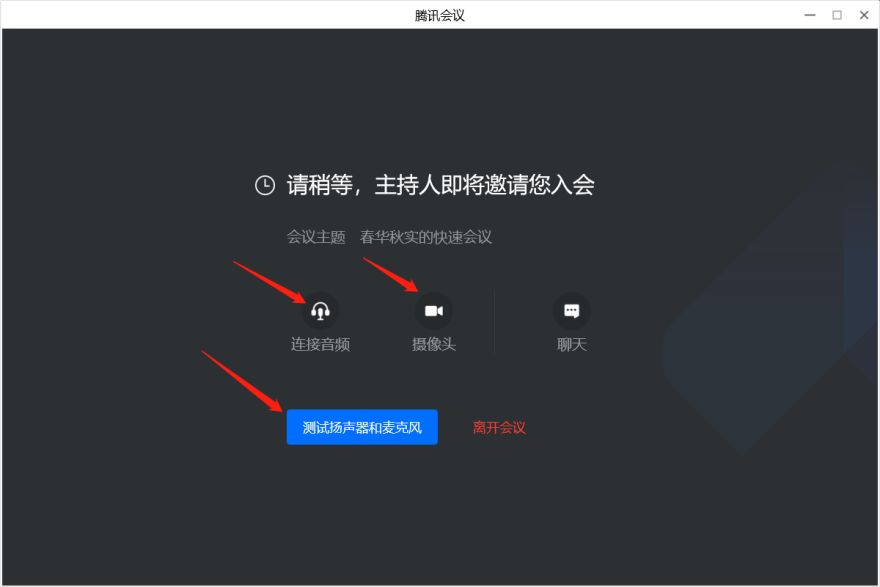 腾讯会议
请稍等，主持人即将邀请您入会
会议主题 春华秋实的快速会议
连接音频 摄像头 聊天
测试扬声器和麦克风 离开会议